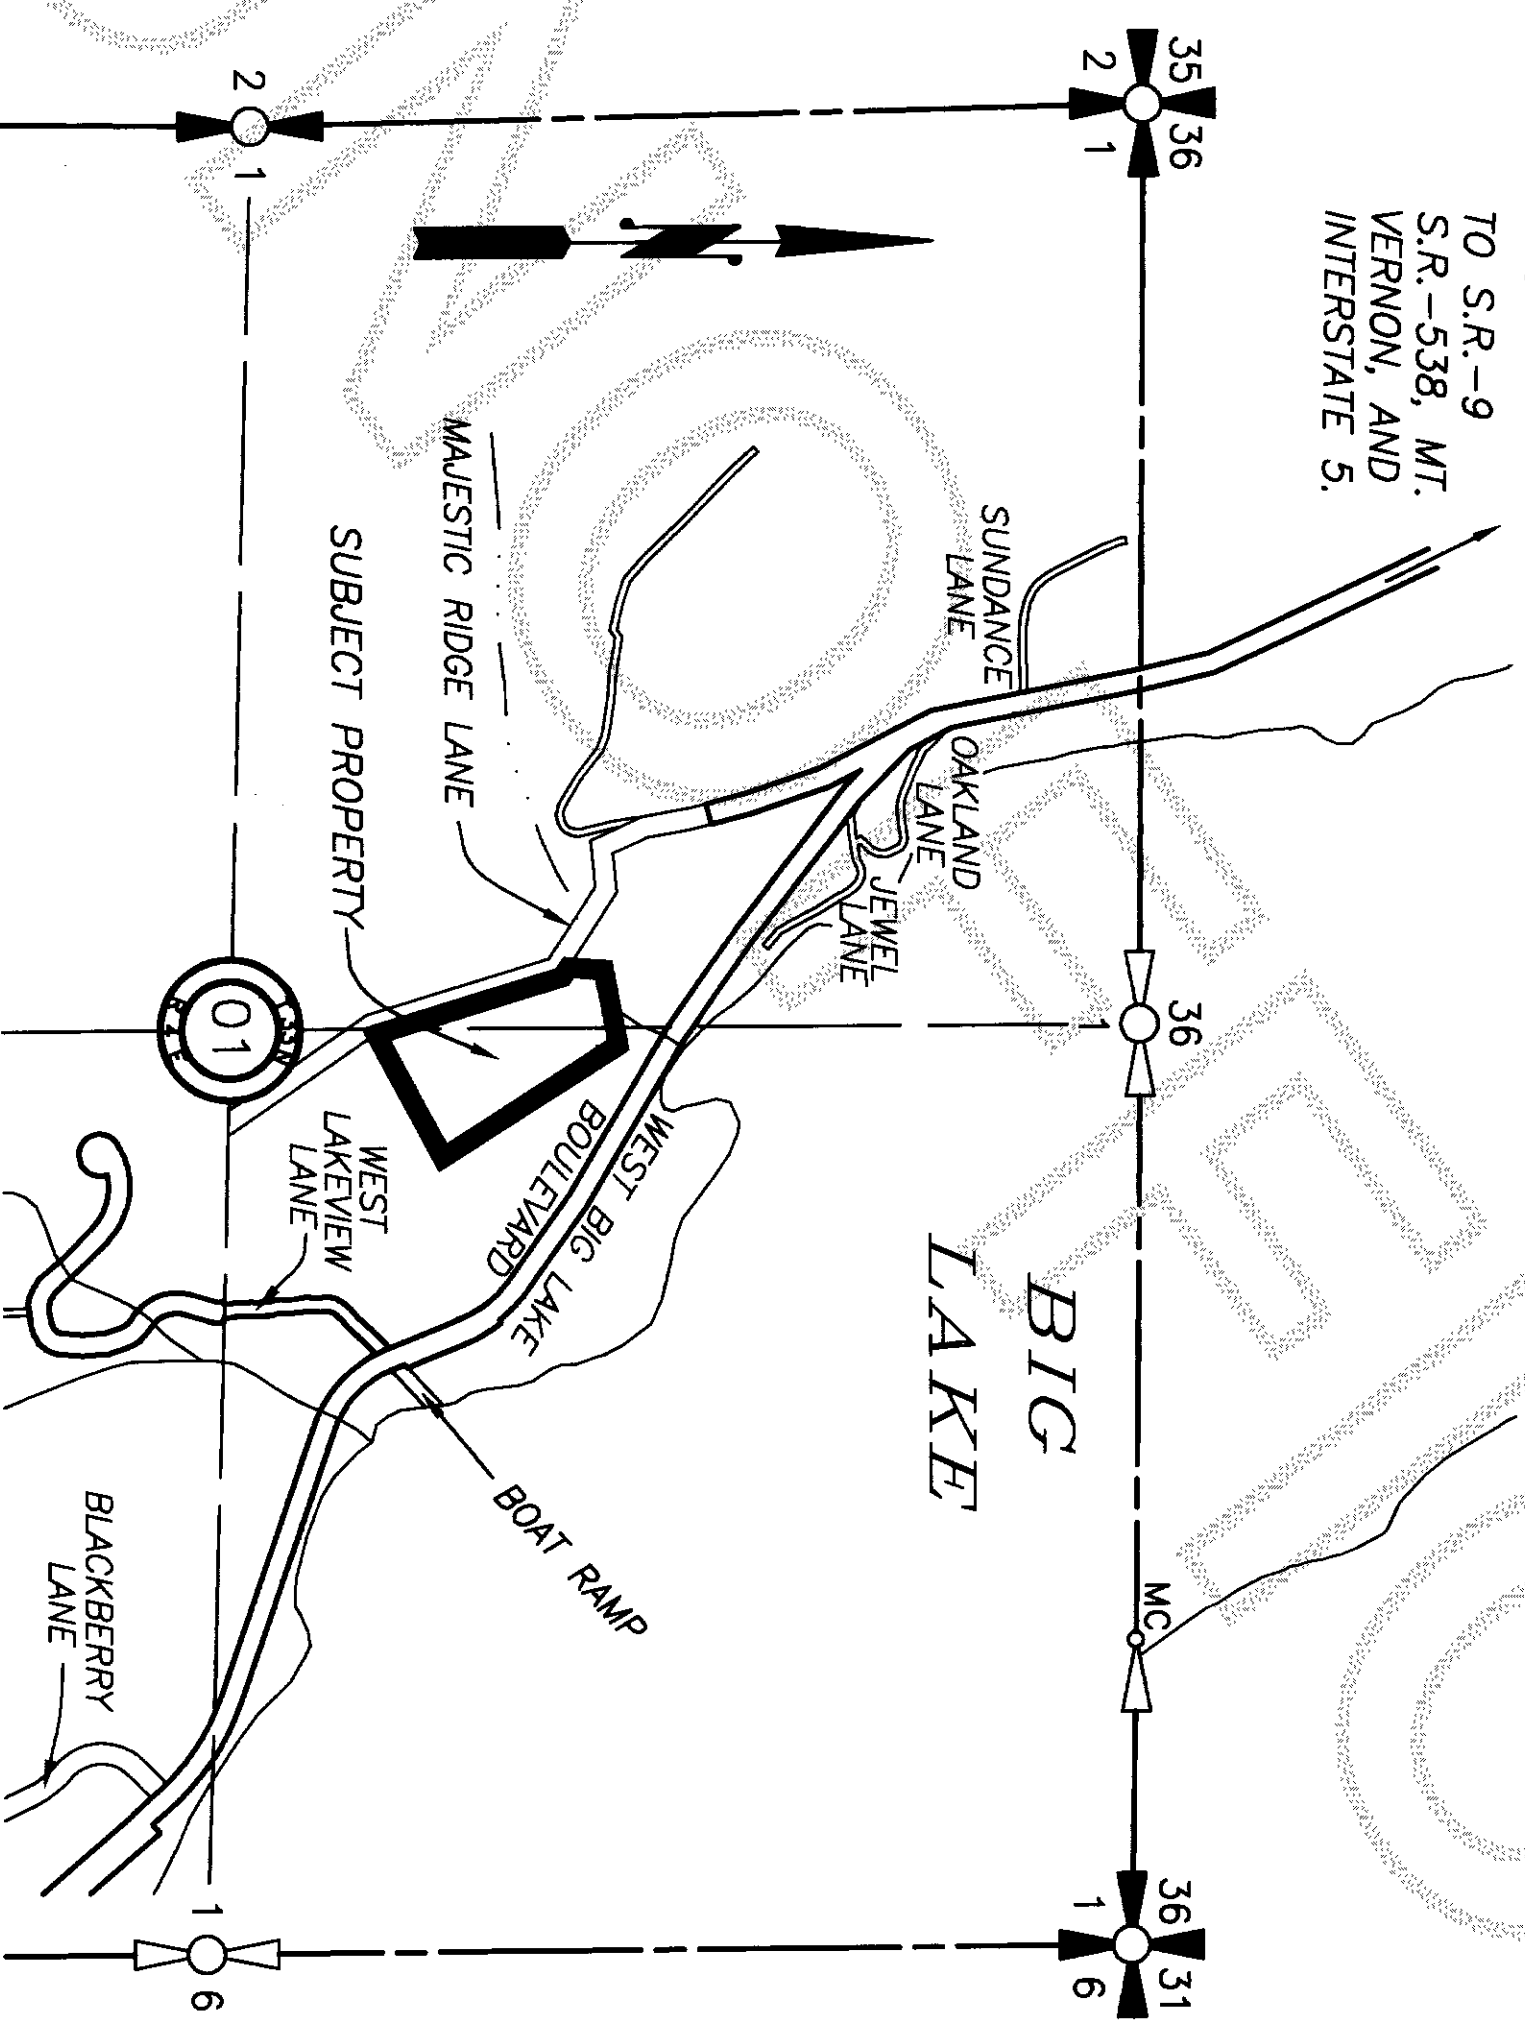 TO S.R.-9
S.R.-538, MT.
VERNON, AND
INTERSTATE 5.
35
36
2
1
36
1
MC
36
31
1
6
SUNDANCE
LANE
OAKLAND
LANE
JEWEL
LANE
BIG
LAKE
MAJESTIC RIDGE LANE
SUBJECT PROPERTY
WEST BIG LAKE
BOULEVARD
BOAT RAMP
WEST
LAKEVIEW
LANE
2
1
T 33 N
01
R 4 E
1
6
BLACKBERRY
LANE